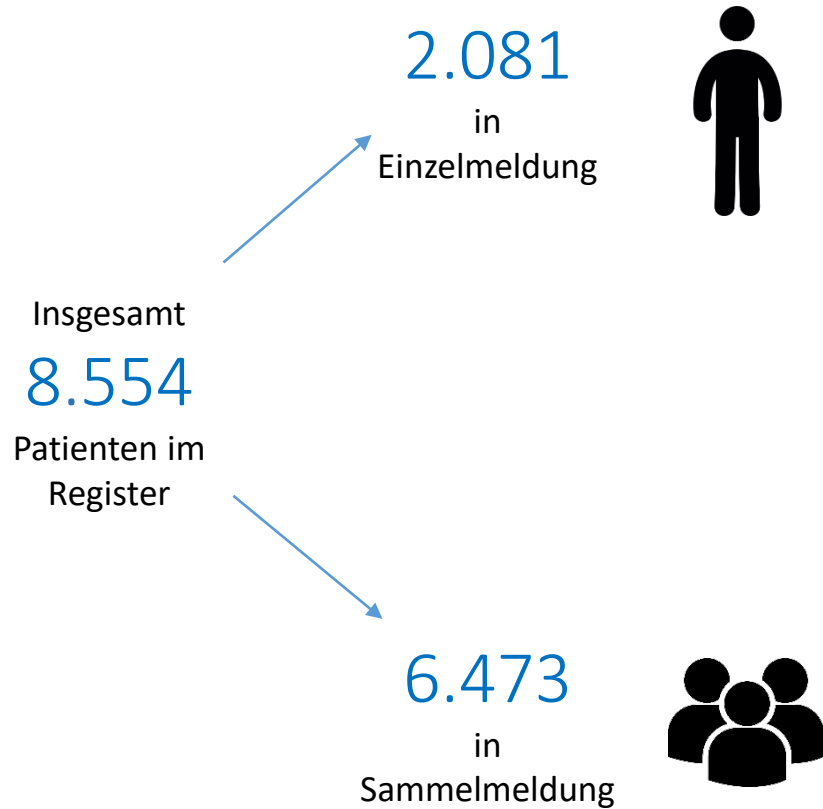 2.081
in
Einzelmeldung
Insgesamt
8.554
Patienten im
Register
6.473
in
Sammelmeldung